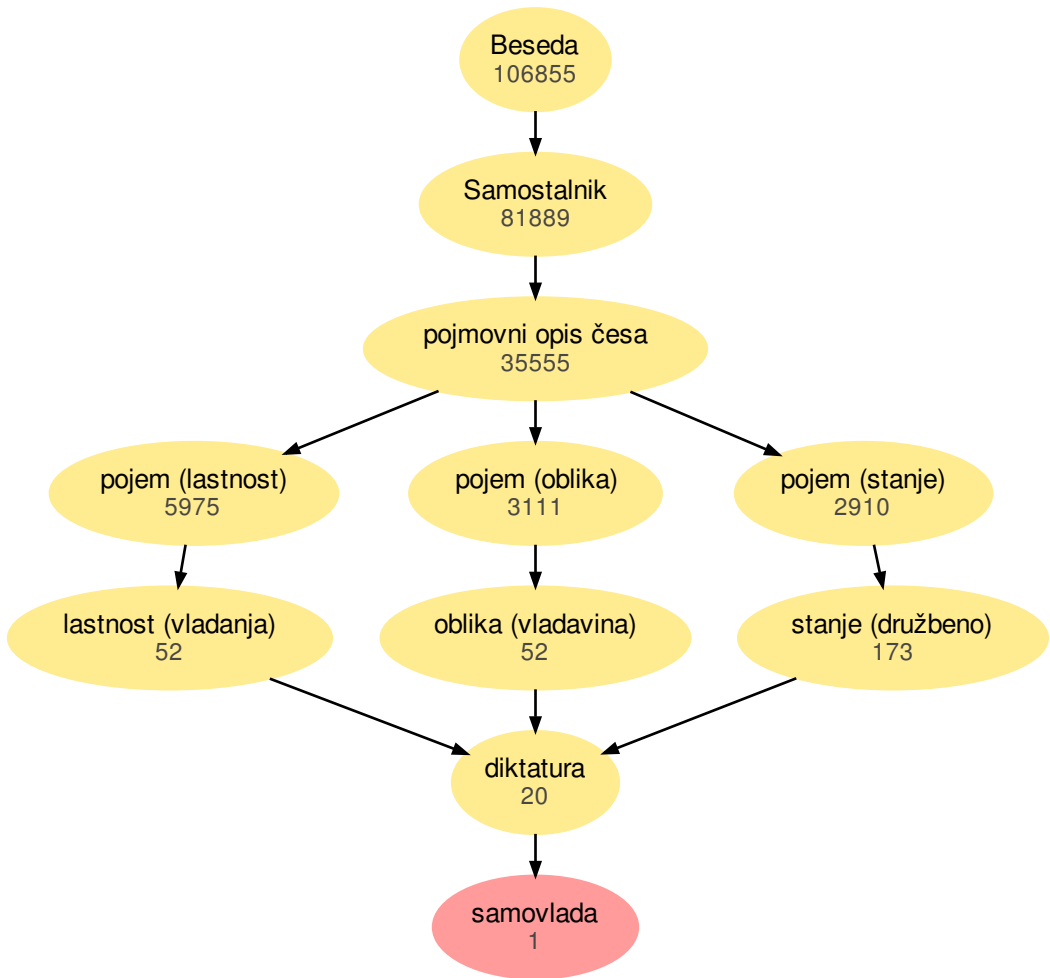 Beseda
106855
Samostalnik
81889
pojmovni opis česa
35555
pojem (lastnost)
5975
pojem (oblika)
3111
pojem (stanje)
2910
lastnost (vladanja)
52
oblika (vladavina)
52
stanje (družbeno)
173
diktatura
20
samovlada
1